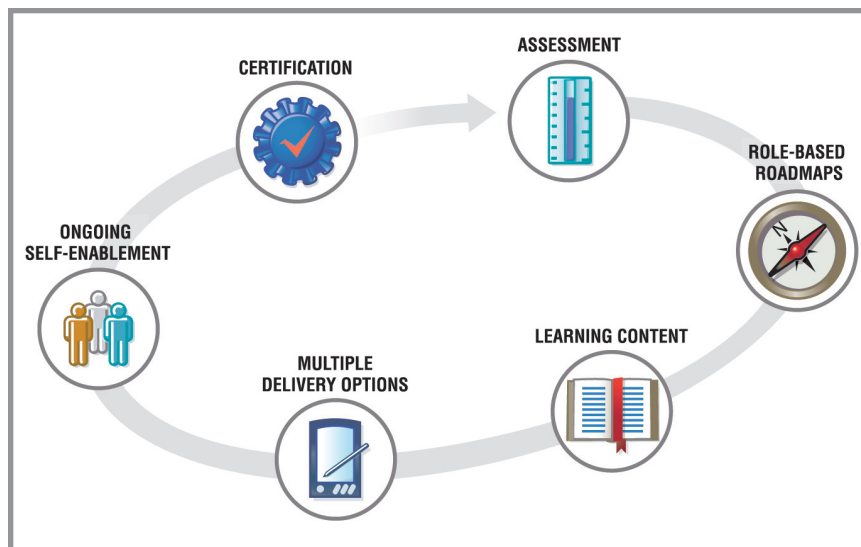 ASSESSMENT
CERTIFICATION
ROLE-BASED
ROADMAPS
ONGOING
SELF-ENABLEMENT
LEARNING CONTENT
MULTIPLE
DELIVERY OPTIONS
N